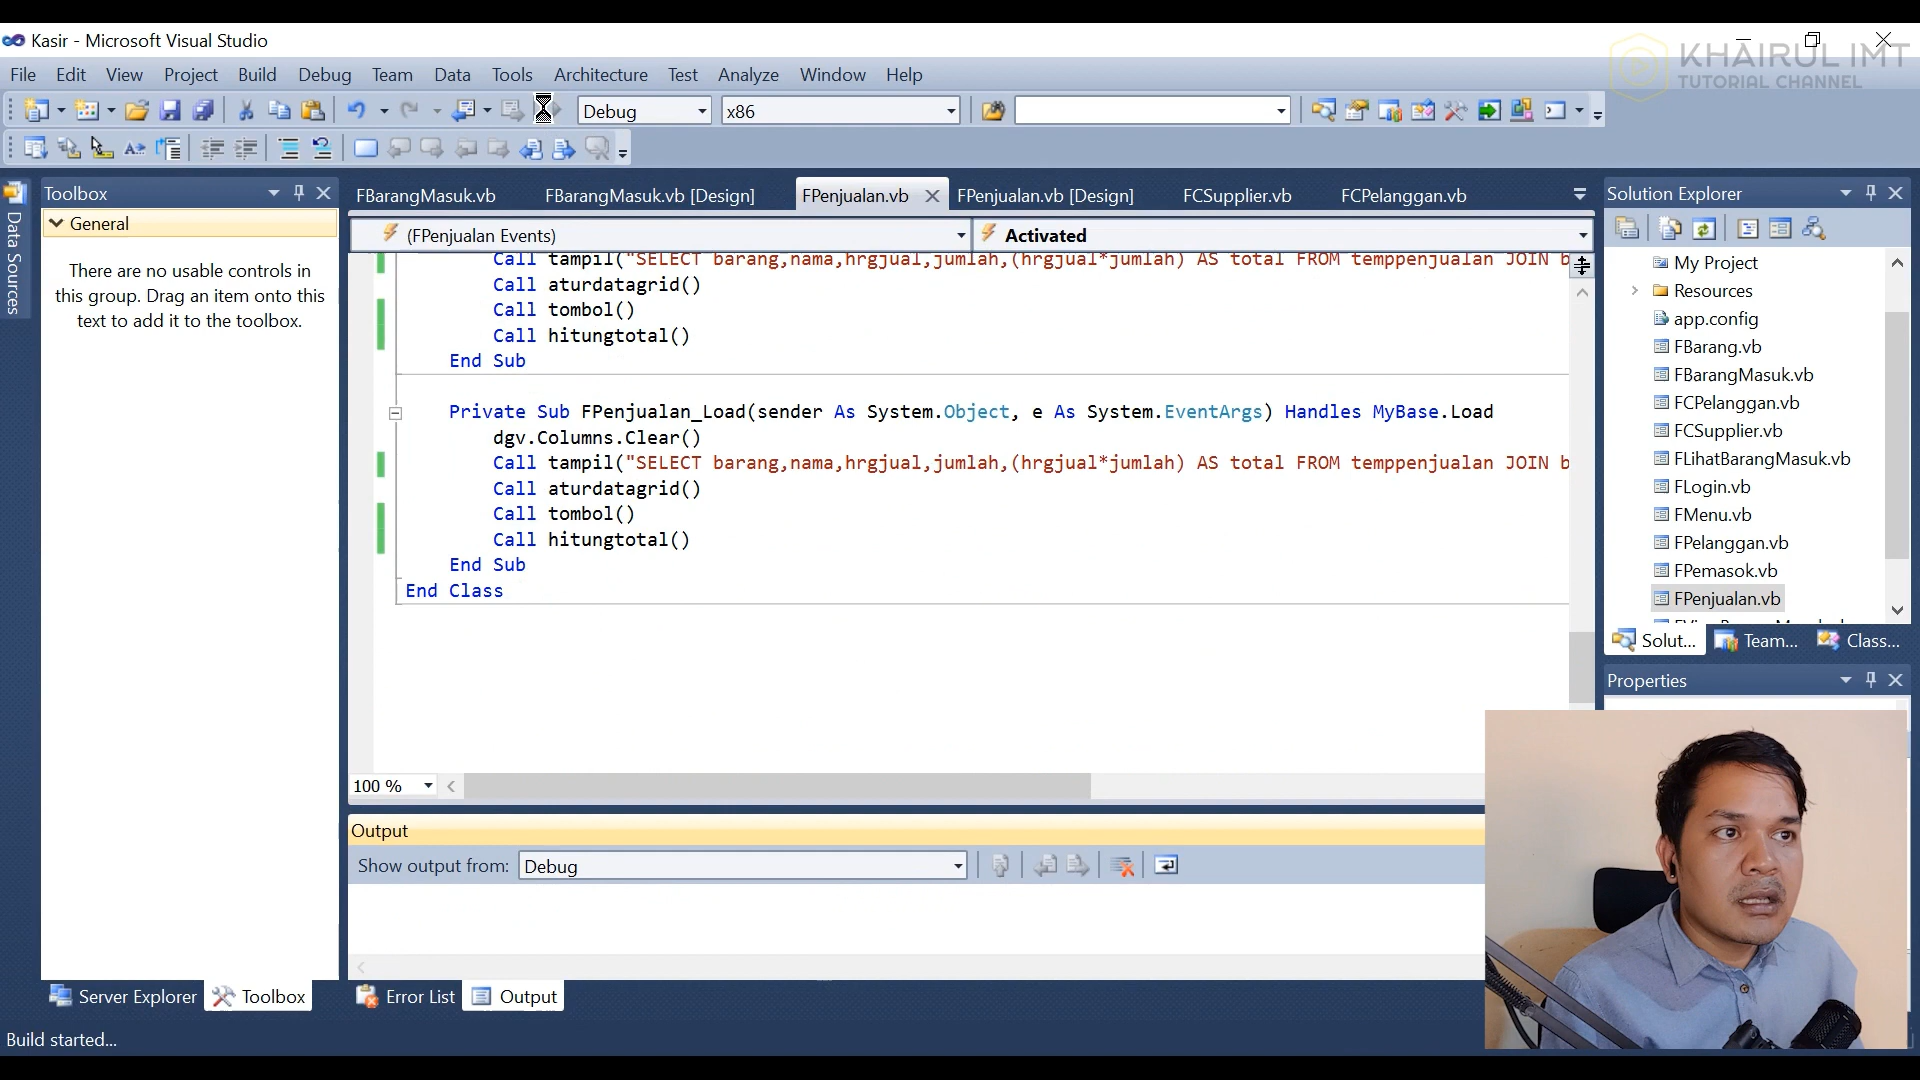 Kasir - Microsoft Visual Studio
KHAIRUL IMT
TUTORIAL CHANNEL
File Edit View Project Build Debug Team Data Tools Architecture Test Analyze Window Help
Debug x86
Data Sources
Toolbox
General
There are no usable controls in
this group. Drag an item onto this
text to add it to the toolbox.
FBarangMasuk.vb FBarangMasuk.vb [Design] FPenjualan.vb FPenjualan.vb [Design] FCSupplier.vb FCPelanggan.vb
(FPenjualan Events) Activated
Call tampil("SELECT barang,nama,hrgjual,jumlah,(hrgjual*jumlah) AS total FROM temppenjualan JOIN b
Call aturdatagrid()
Call tombol()
Call hitungtotal()
End Sub
Private Sub FPenjualan_Load(sender As System.Object, e As System.EventArgs) Handles MyBase.Load
dgv.Columns.Clear()
Call tampil("SELECT barang,nama,hrgjual,jumlah,(hrgjual*jumlah) AS total FROM temppenjualan JOIN b
Call aturdatagrid()
Call tombol()
Call hitungtotal()
End Sub
End Class
100 %
Output
Show output from: Debug
Server Explorer Toolbox Error List Output
Build started...
Solution Explorer
My Project
Resources
app.config
FBarang.vb
FBarangMasuk.vb
FCPelanggan.vb
FCSupplier.vb
FLihatBarangMasuk.vb
FLogin.vb
FMenu.vb
FPelanggan.vb
FPemasok.vb
FPenjualan.vb
Solut... Team... Class...
Properties